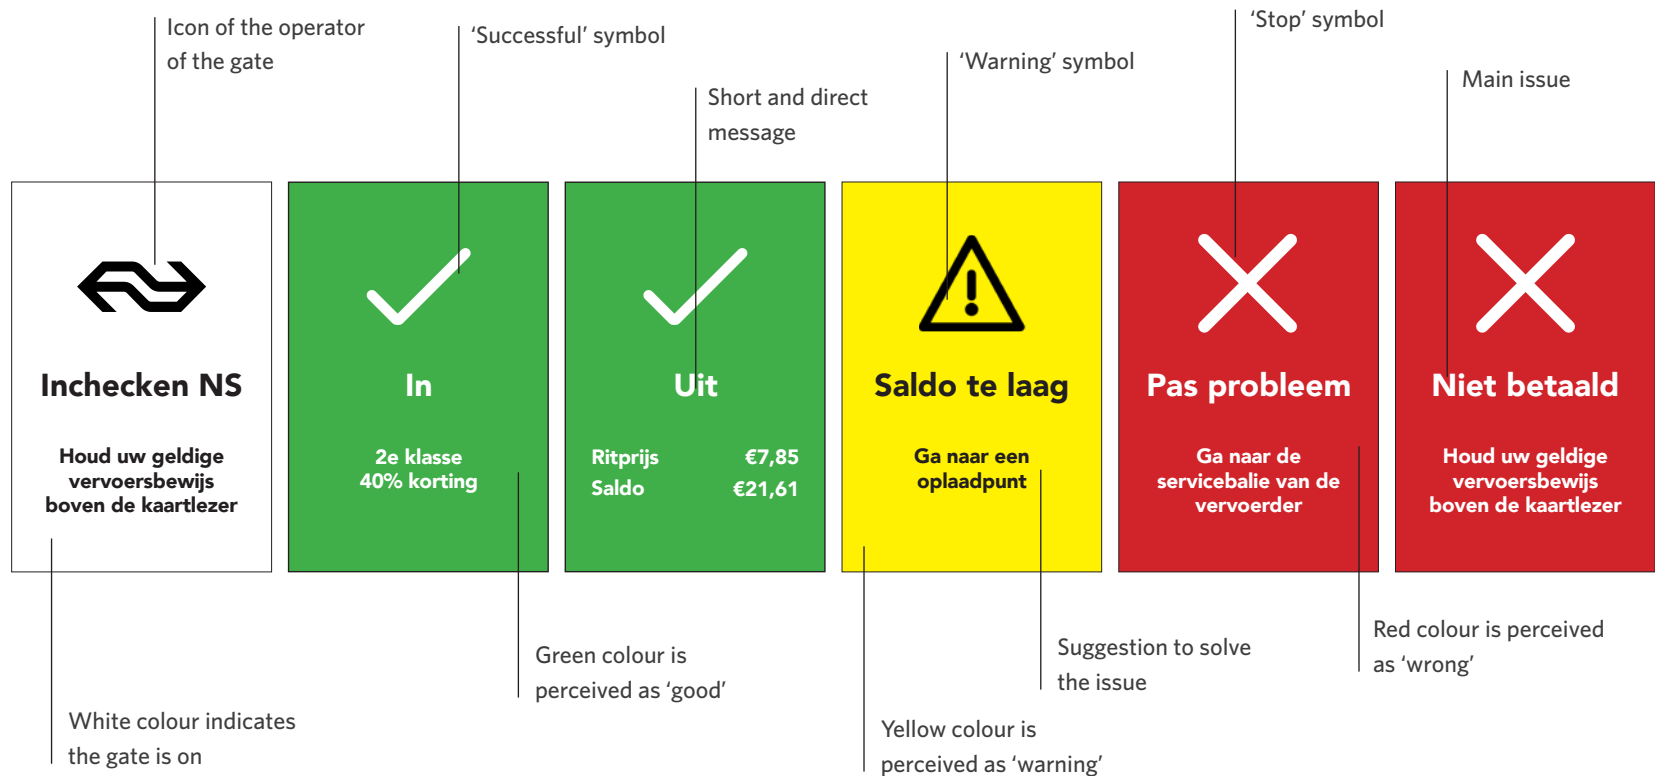 Icon of the operator
of the gate
‘Successful’ symbol
Short and direct
message
‘Warning’ symbol
‘Stop’ symbol
Main issue
Inchecken NS
Houd uw geldige
vervoersbewijs
boven de kaartlezer
In
2e klasse
40% korting
Uit
Ritprijs €7,85
Saldo €21,61
Saldo te laag
Ga naar een
oplaadpunt
Pas probleem
Ga naar de
servicebalie van de
vervoerder
Niet betaald
Houd uw geldige
vervoersbewijs
boven de kaartlezer
White colour indicates
the gate is on
Green colour is
perceived as ‘good’
Yellow colour is
perceived as ‘warning’
Suggestion to solve
the issue
Red colour is perceived
as ‘wrong’